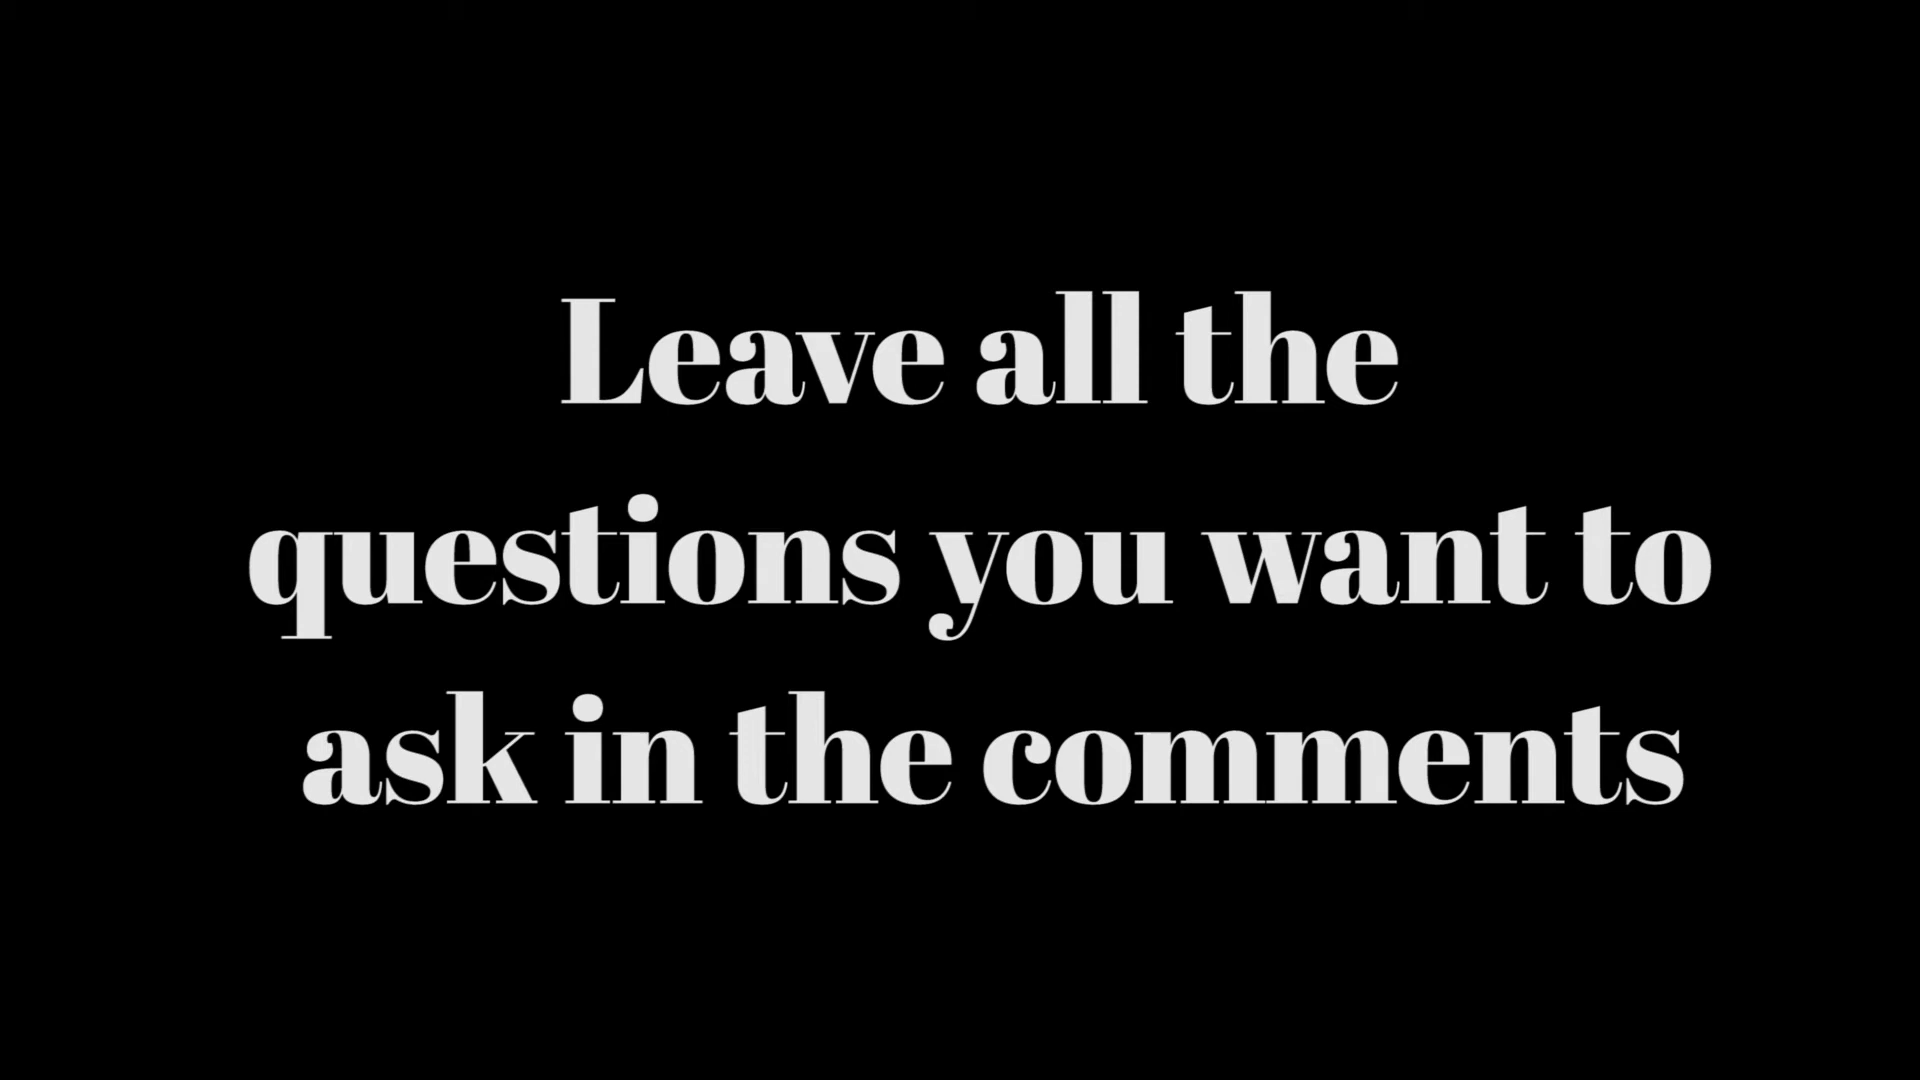 Leave all the
questions you want to
ask in the comments